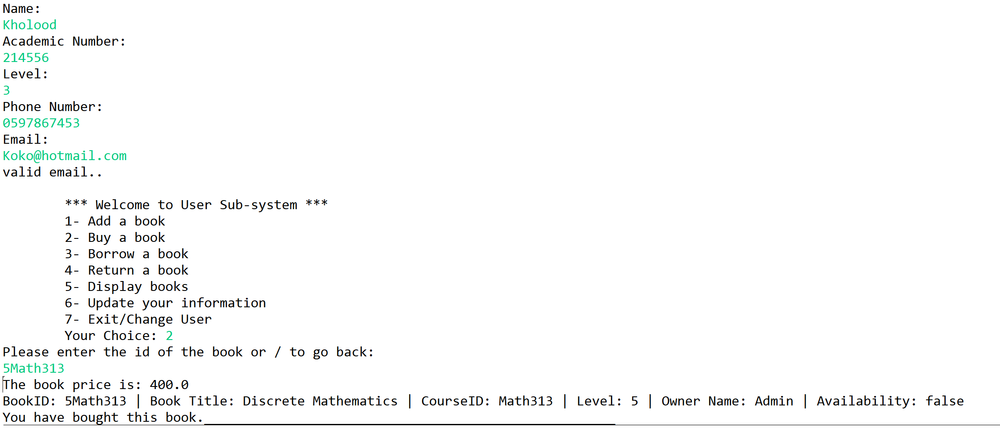 Name:
Kholood
Academic Number:
214556
Level:
3
Phone Number:
0597867453
Email:
Koko@hotmail.com
valid email..
*** Welcome to User Sub-system ***
1- Add a book
2- Buy a book
3- Borrow a book
4- Return a book
5- Display books
6- Update your information
7- Exit/Change User
Your Choice: 2
Please enter the id of the book or / to go back:
5Math313
The book price is: 400.0
BookID: 5Math313 | Book Title: Discrete Mathematics | CourseID: Math313 | Level: 5 | Owner Name: Admin | Availability: false
You have bought this book.